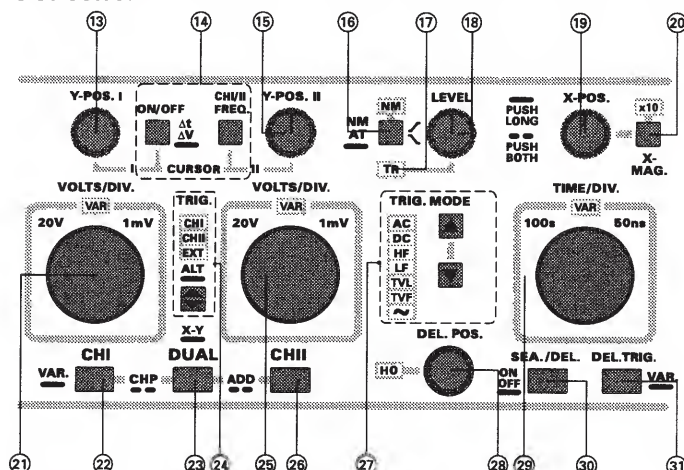 13 14 15 16 17 18 19 20
Y-POS. I
ON/OFF
Δt
ΔV
CHI/II
FREQ.
Y-POS. II
I CURSOR II
NM
AT
NM
LEVEL
TR
PUSH
LONG
PUSH
BOTH
X-POS.
x10
X-
MAG.
VOLTS/DIV.
VAR
20V 1mV
TRIG.
CHI
CHII
EXT
ALT
VOLTS/DIV.
VAR
20V 1mV
TRIG. MODE
AC
DC
HF
LF
TVL
TVF
~
TIME/DIV.
VAR
100s 50ns
X-Y
CHI
VAR.
CHP
DUAL
ADD
CHII
DEL. POS.
HO
ON
OFF
SEA./DEL.
DEL.TRIG.
VAR.
21 22 23 24 25 26 27 28 29 30 31